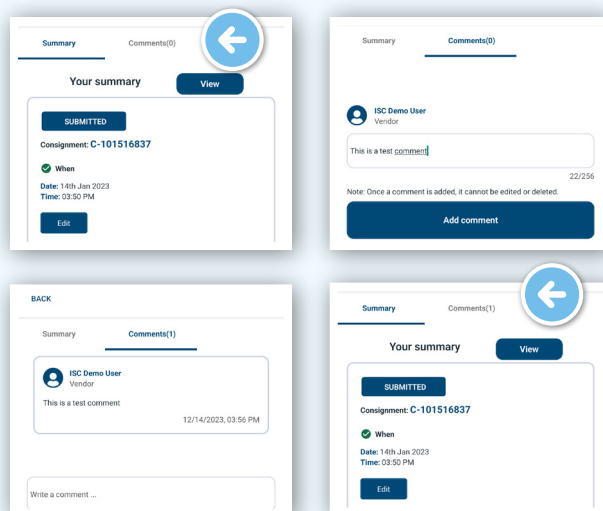 Summary Comments(0)
Your summary View
SUBMITTED
Consignment: C-101516837
When
Date: 14th Jan 2023
Time: 03:50 PM
Edit
Summary Comments(0)
ISC Demo User
Vendor
This is a test comment
22/256
Note: Once a comment is added, it cannot be edited or deleted.
Add comment
BACK
Summary Comments(1)
ISC Demo User
Vendor
This is a test comment
12/14/2023, 03:56 PM
Write a comment ...
Summary Comments(1)
Your summary View
SUBMITTED
Consignment: C-101516837
When
Date: 14th Jan 2023
Time: 03:50 PM
Edit